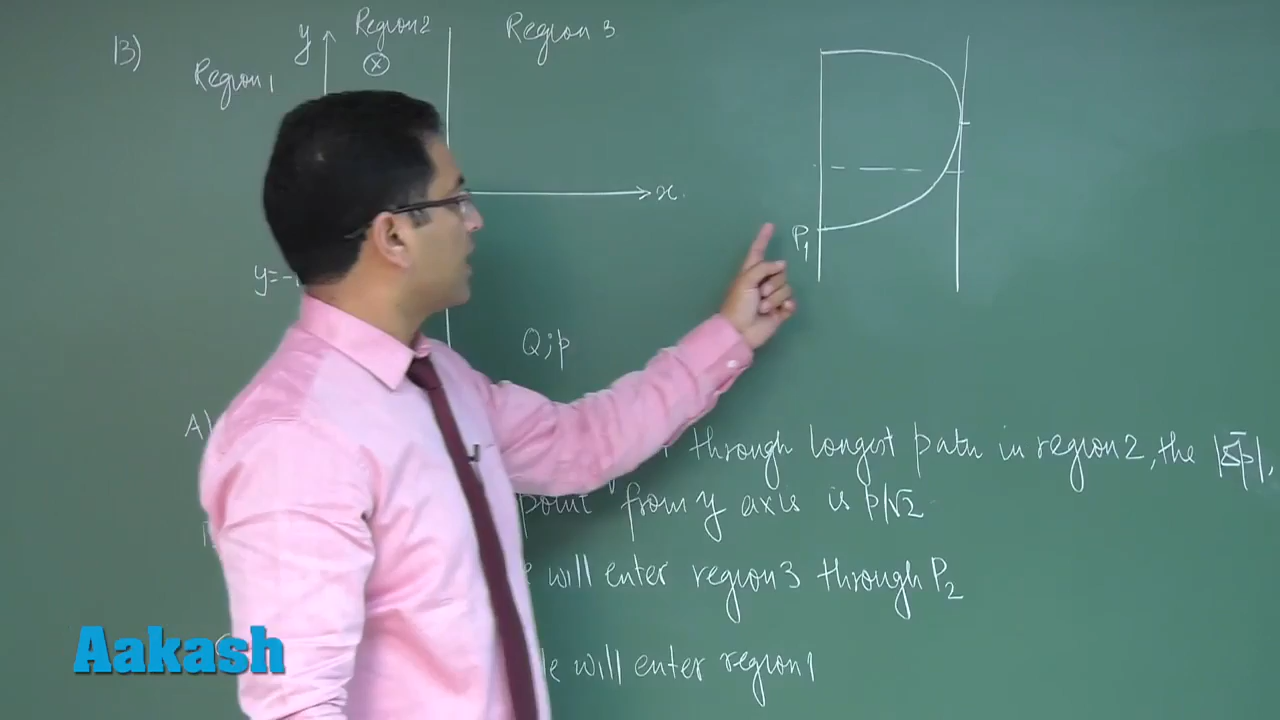 13)
y
Region 2
Region 3
Region 1
x
y=-
P1
Q;p
A)
through longest path in region 2, the |Δp̄|,
point from y axis is p/√2
will enter region 3 through P2
will enter region 1
Aakash